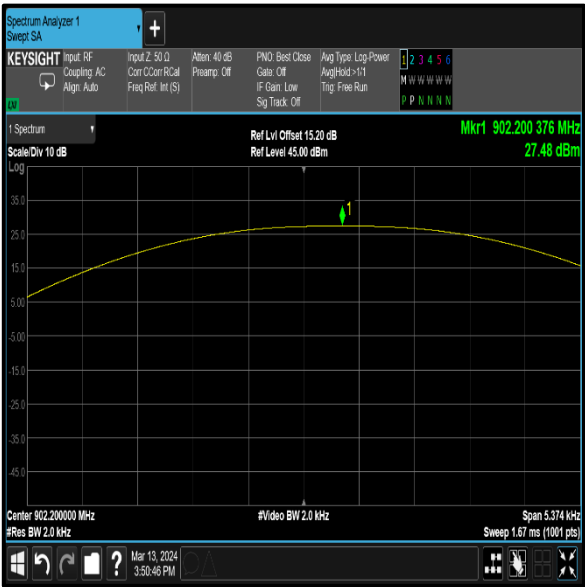 Spectrum Analyzer 1
Swept SA
+
KEYSIGHT
Input: RF
Coupling: AC
Align: Auto
Input Z: 50 Ω
Corr CCorr RCal
Freq Ref: Int (S)
Atten: 40 dB
Preamp: Off
PNO: Best Close
Gate: Off
IF Gain: Low
Sig Track: Off
Avg Type: Log-Power
Avg|Hold:>1/1
Trig: Free Run
1 2 3 4 5 6
M W W W W W
P P N N N N
LXI
1 Spectrum
Scale/Div 10 dB
Ref Lvl Offset 15.20 dB
Ref Level 45.00 dBm
Mkr1 902.200 376 MHz
27.48 dBm
Log
1
35.0
25.0
15.0
5.00
-5.00
-15.0
-25.0
-35.0
-45.0
Center 902.200000 MHz
#Res BW 2.0 kHz
#Video BW 2.0 kHz
Span 5.374 kHz
Sweep 1.67 ms (1001 pts)
?
Mar 13, 2024
3:50:46 PM